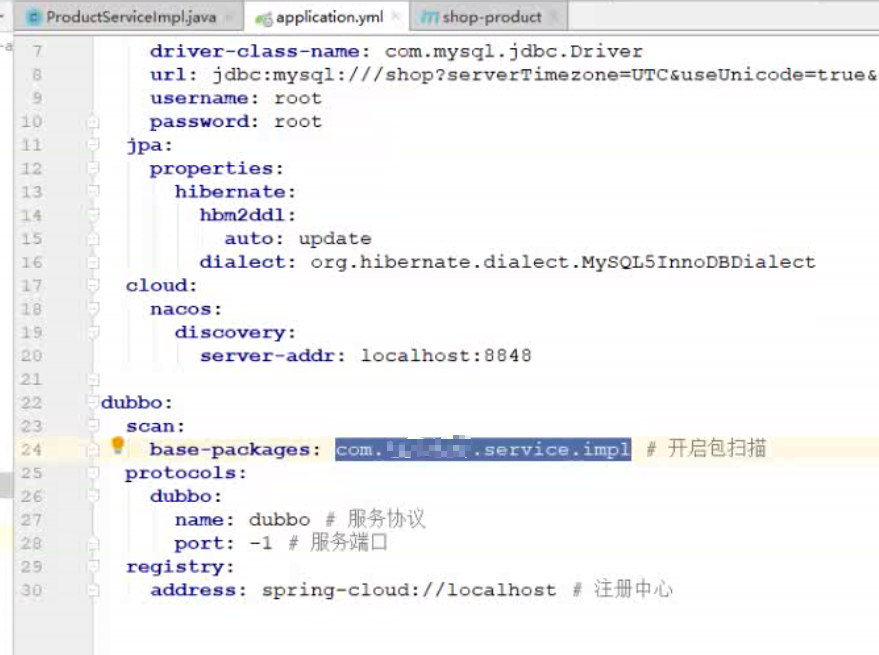 ProductServiceImpl.java application.yml shop-product
7 driver-class-name: com.mysql.jdbc.Driver
8 url: jdbc:mysql:///shop?serverTimezone=UTC&useUnicode=true&
9 username: root
10 password: root
11 jpa:
12 properties:
13 hibernate:
14 hbm2ddl:
15 auto: update
16 dialect: org.hibernate.dialect.MySQL5InnoDBDialect
17 cloud:
18 nacos:
19 discovery:
20 server-addr: localhost:8848
21
22 dubbo:
23 scan:
24 base-packages: com. .service.impl # 开启包扫描
25 protocols:
26 dubbo:
27 name: dubbo # 服务协议
28 port: -1 # 服务端口
29 registry:
30 address: spring-cloud://localhost # 注册中心